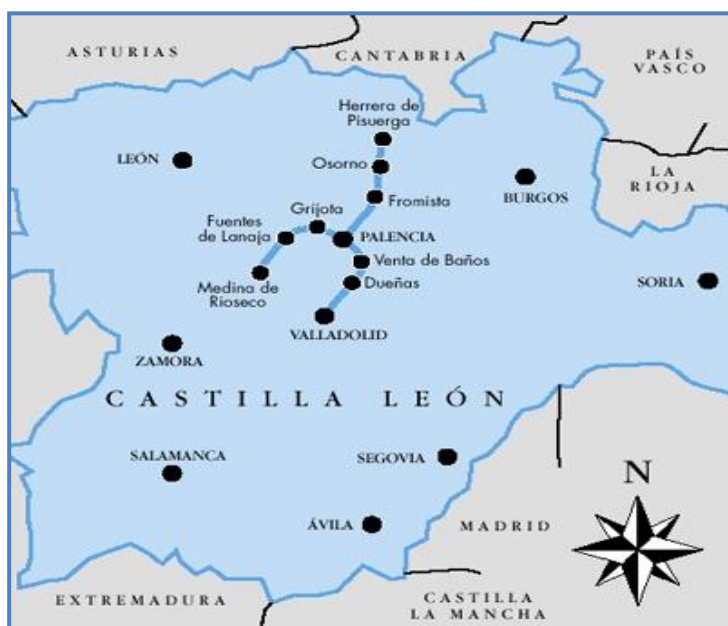 ASTURIAS
CANTABRIA
PAÍS
VASCO
Herrera de
Pisuerga
LEÓN
Osorno
BURGOS
LA
RIOJA
Fromista
Grijota
Fuentes
de Lanaja
PALENCIA
Venta de Baños
Medina de
Rioseco
Dueñas
SORIA
VALLADOLID
ZAMORA
CASTILLA LEÓN
SALAMANCA
SEGOVIA
N
ÁVILA
MADRID
EXTREMADURA
CASTILLA
LA MANCHA